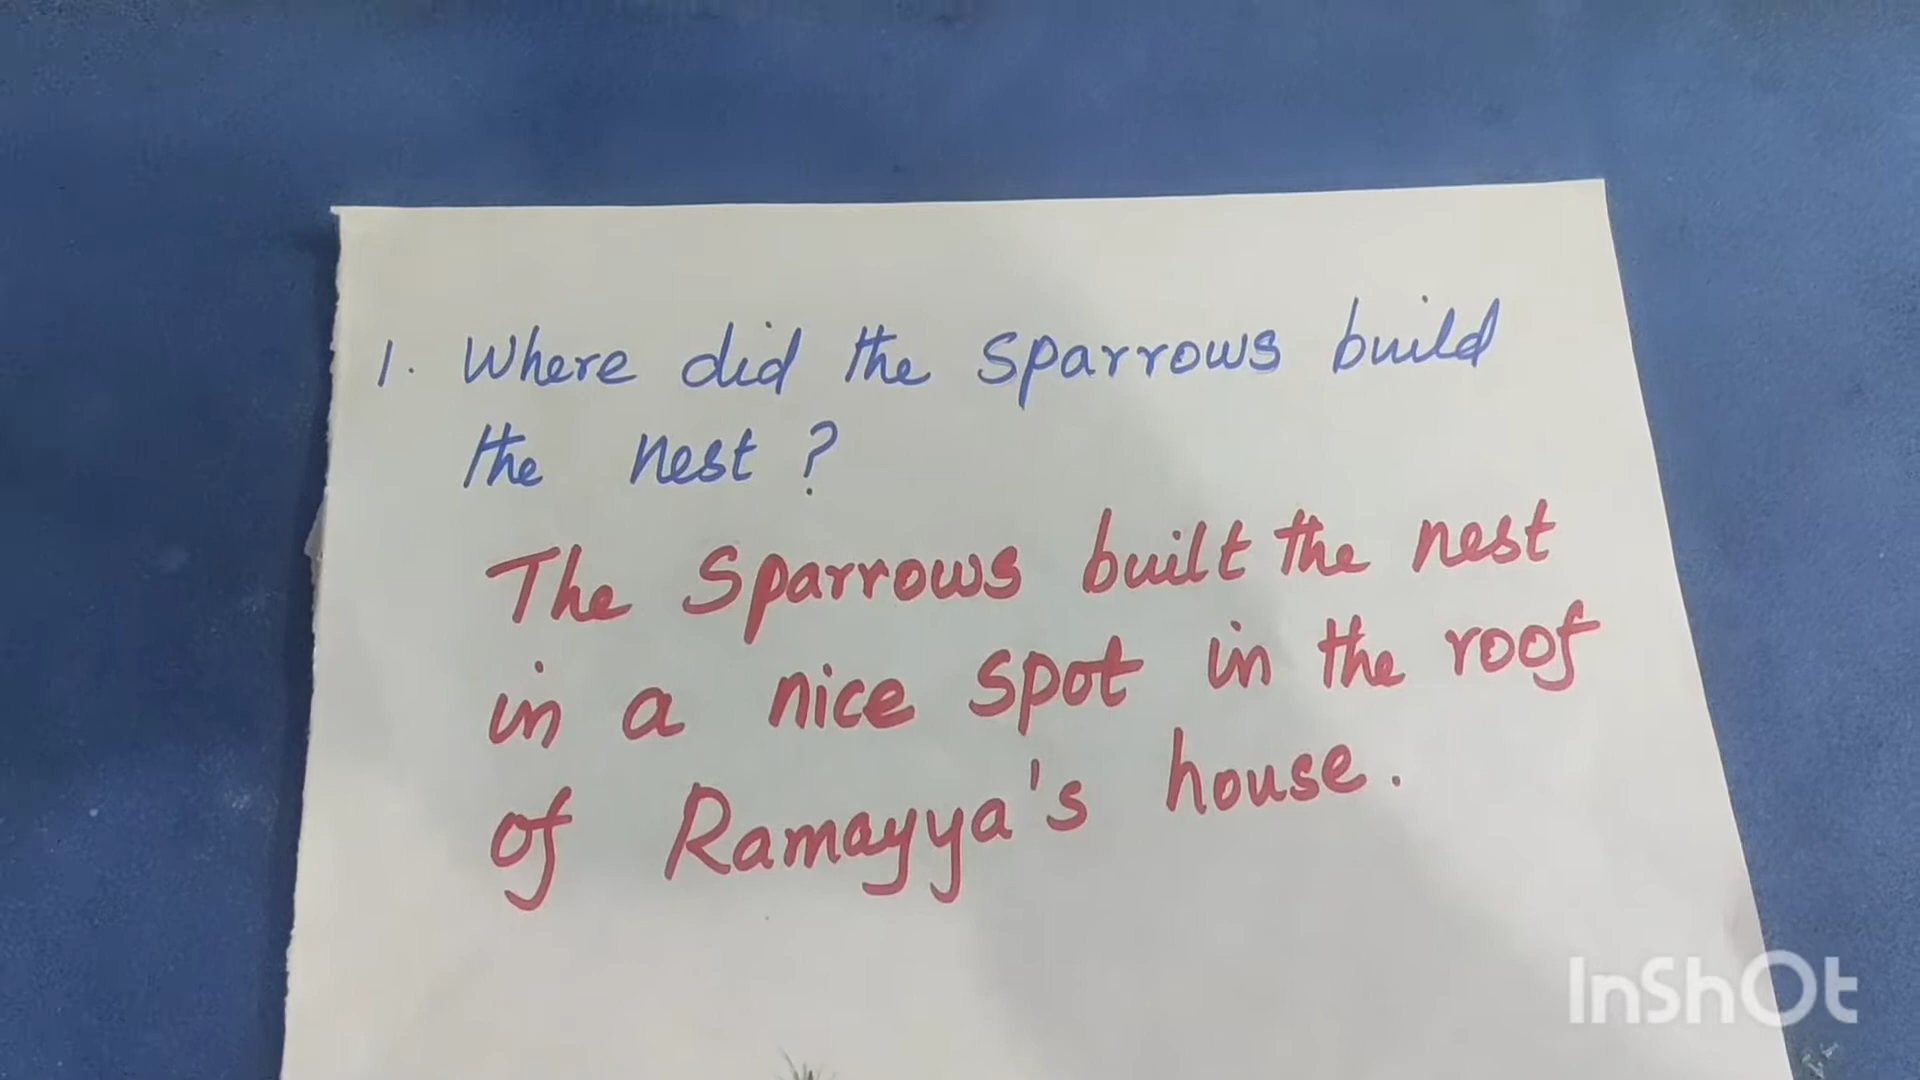 1. Where did the sparrows build
the nest ?
The Sparrows built the nest
in a nice spot in the roof
of Ramayya's house.
InShOt